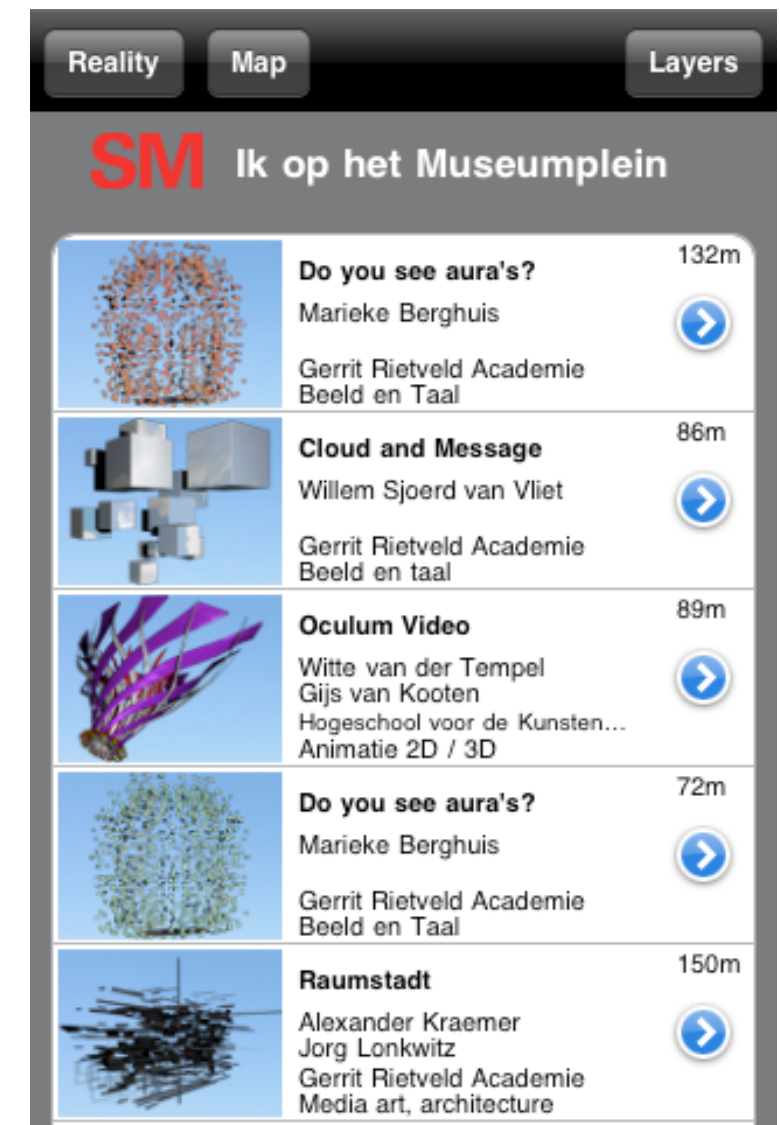 Reality Map Layers
SM Ik op het Museumplein
Do you see aura's? 132m
Marieke Berghuis
Gerrit Rietveld Academie
Beeld en Taal
Cloud and Message 86m
Willem Sjoerd van Vliet
Gerrit Rietveld Academie
Beeld en taal
Oculum Video 89m
Witte van der Tempel
Gijs van Kooten
Hogeschool voor de Kunsten...
Animatie 2D / 3D
Do you see aura's? 72m
Marieke Berghuis
Gerrit Rietveld Academie
Beeld en Taal
Raumstadt 150m
Alexander Kraemer
Jorg Lonkwitz
Gerrit Rietveld Academie
Media art, architecture